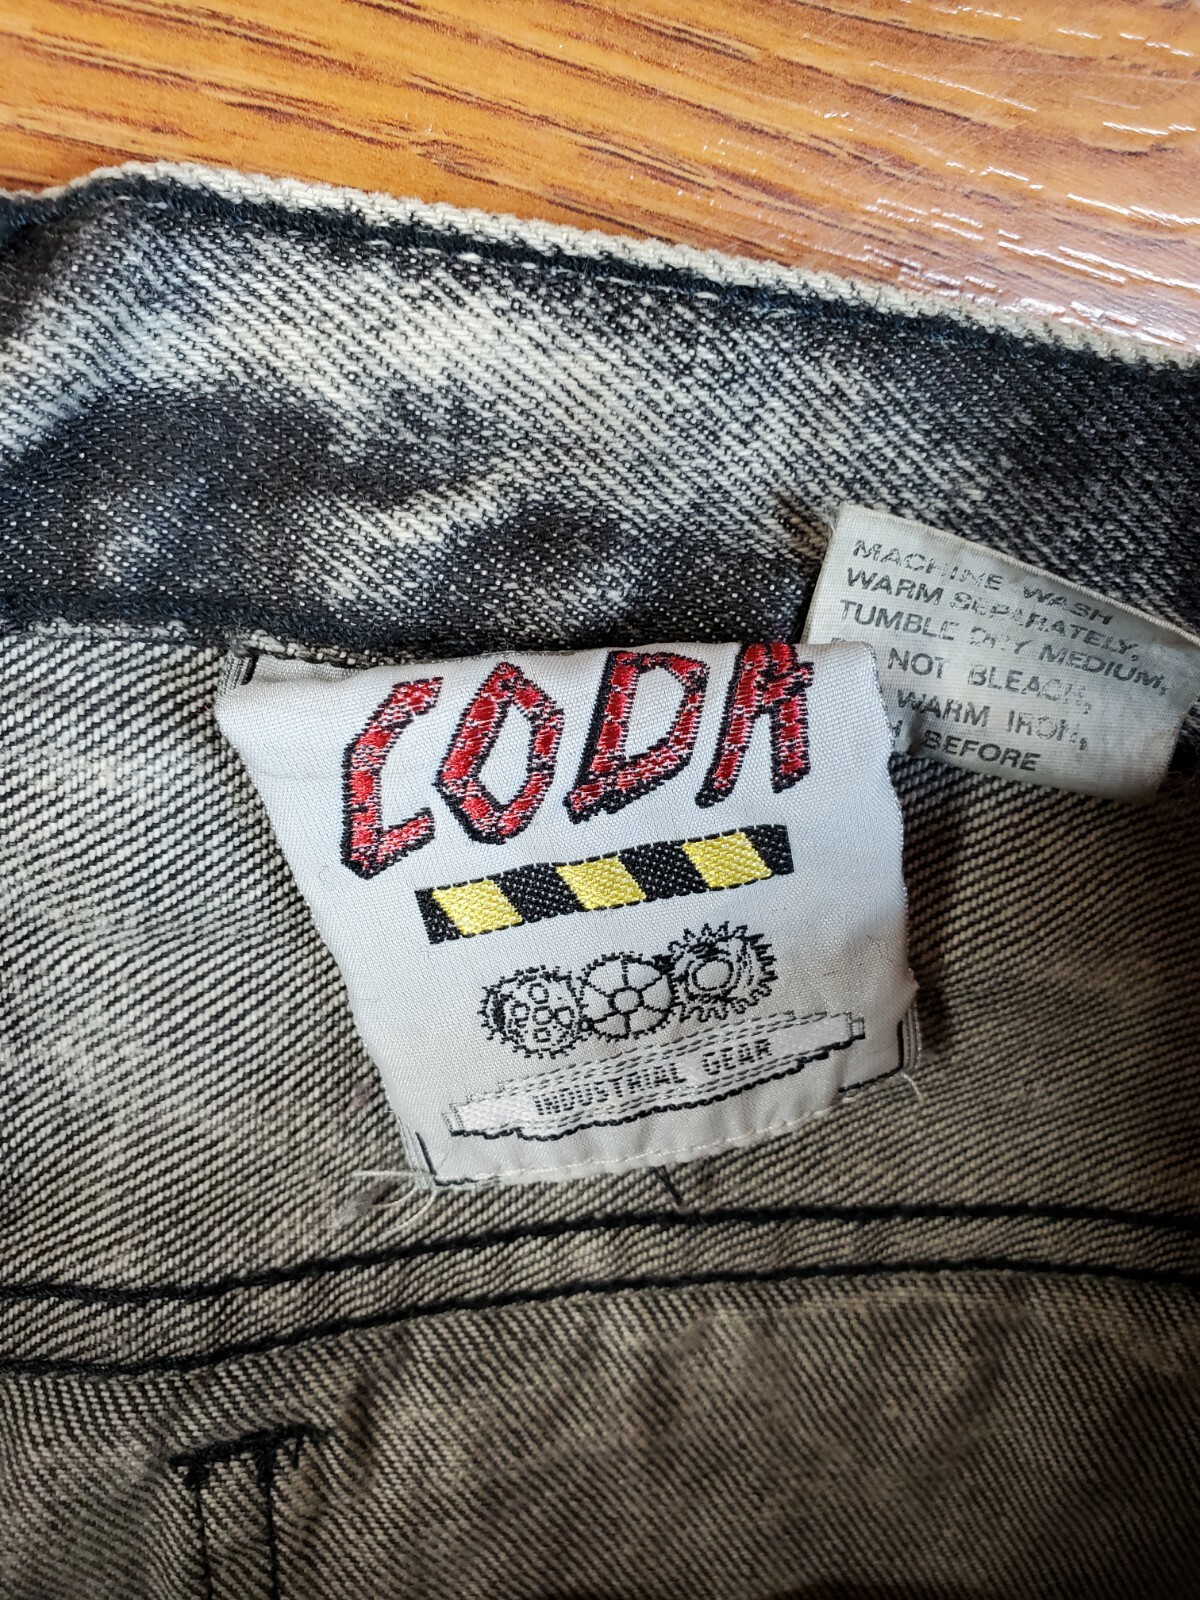 CODA
INDUSTRIAL GEAR
MACHINE WASH
WARM SEPARATELY,
TUMBLE DRY MEDIUM,
NOT BLEACH,
WARM IRON,
BEFORE